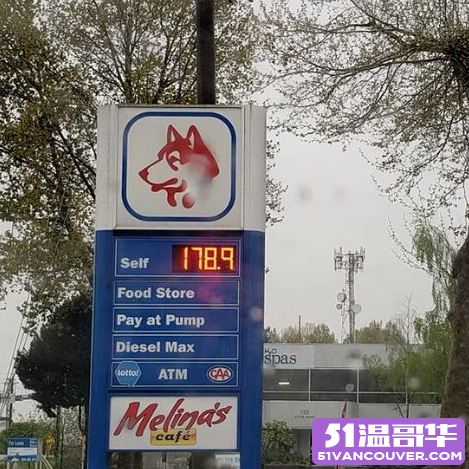 Self 178.9
Food Store
Pay at Pump
Diesel Max
lotto! ATM CAA
Melina's
café
H2O
spas
51温哥华
51VANCOUVER.COM